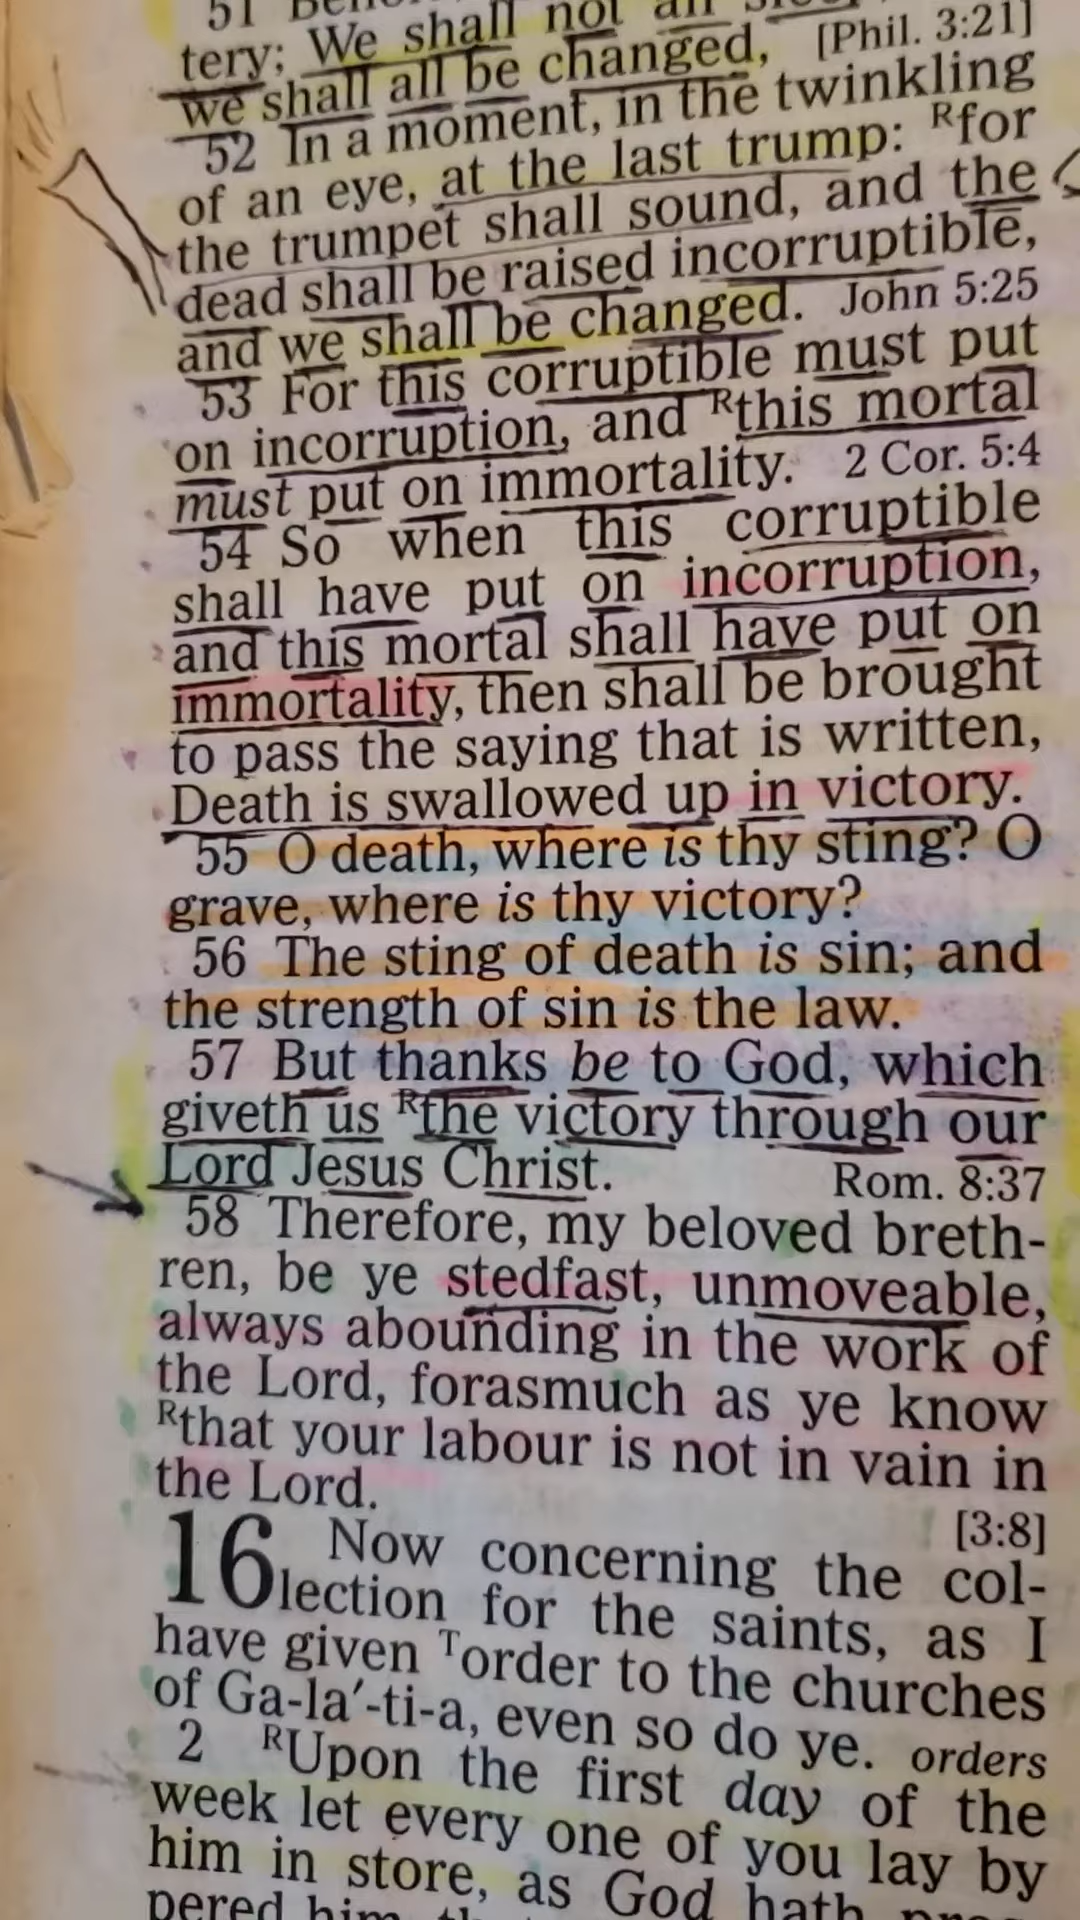 51
tery; We shall not all
[Phil. 3:21]
we shall all be changed,
52 In a moment, in the twinkling
of an eye, at the last trump: Rfor
the trumpet shall sound, and the
dead shall be raised incorruptible,
and we shall be changed. John 5:25
53 For this corruptible must put
on incorruption, and Rthis mortal
must put on immortality. 2 Cor. 5:4
54 So when this corruptible
shall have put on incorruption,
and this mortal shall have put on
immortality, then shall be brought
to pass the saying that is written,
Death is swallowed up in victory.
55 O death, where is thy sting? O
grave, where is thy victory?
56 The sting of death is sin; and
the strength of sin is the law.
57 But thanks be to God, which
giveth us Rthe victory through our
Lord Jesus Christ. Rom. 8:37
58 Therefore, my beloved breth-
ren, be ye stedfast, unmoveable,
always abounding in the work of
the Lord, forasmuch as ye know
Rthat your labour is not in vain in
the Lord. [3:8]
16 Now concerning the col-
lection for the saints, as I
have given Torder to the churches
of Ga-la′-ti-a, even so do ye. orders
2 RUpon the first day of the
week let every one of you lay by
him in store, as God hath
pered him